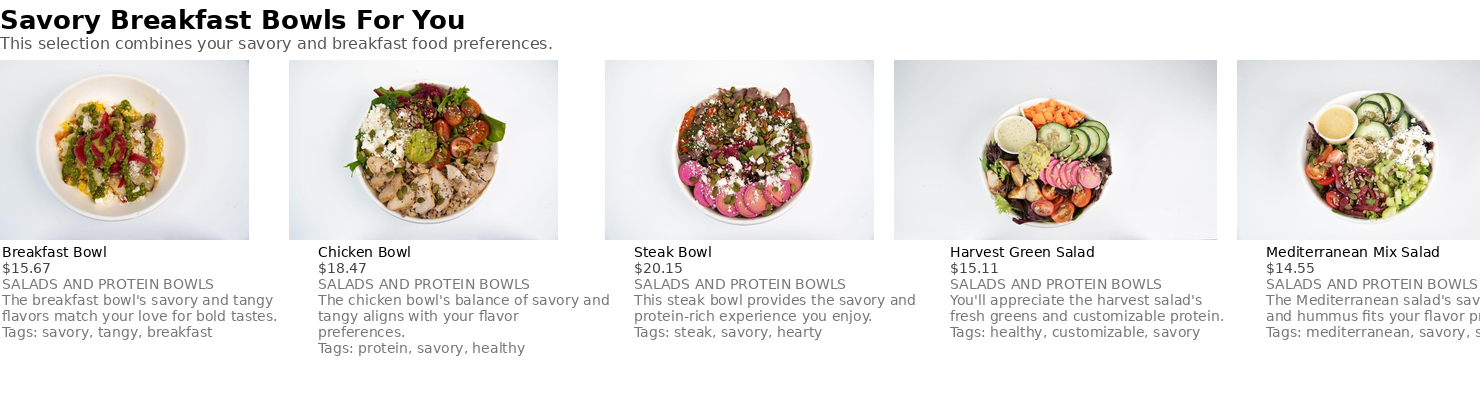 Savory Breakfast Bowls For You
This selection combines your savory and breakfast food preferences.
Breakfast Bowl
$15.67
SALADS AND PROTEIN BOWLS
The breakfast bowl's savory and tangy
flavors match your love for bold tastes.
Tags: savory, tangy, breakfast
Chicken Bowl
$18.47
SALADS AND PROTEIN BOWLS
The chicken bowl's balance of savory and
tangy aligns with your flavor
preferences.
Tags: protein, savory, healthy
Steak Bowl
$20.15
SALADS AND PROTEIN BOWLS
This steak bowl provides the savory and
protein-rich experience you enjoy.
Tags: steak, savory, hearty
Harvest Green Salad
$15.11
SALADS AND PROTEIN BOWLS
You'll appreciate the harvest salad's
fresh greens and customizable protein.
Tags: healthy, customizable, savory
Mediterranean Mix Salad
$14.55
SALADS AND PROTEIN BOWLS
The Mediterranean salad's
and hummus fits your flavor
Tags: mediterranean, savory,